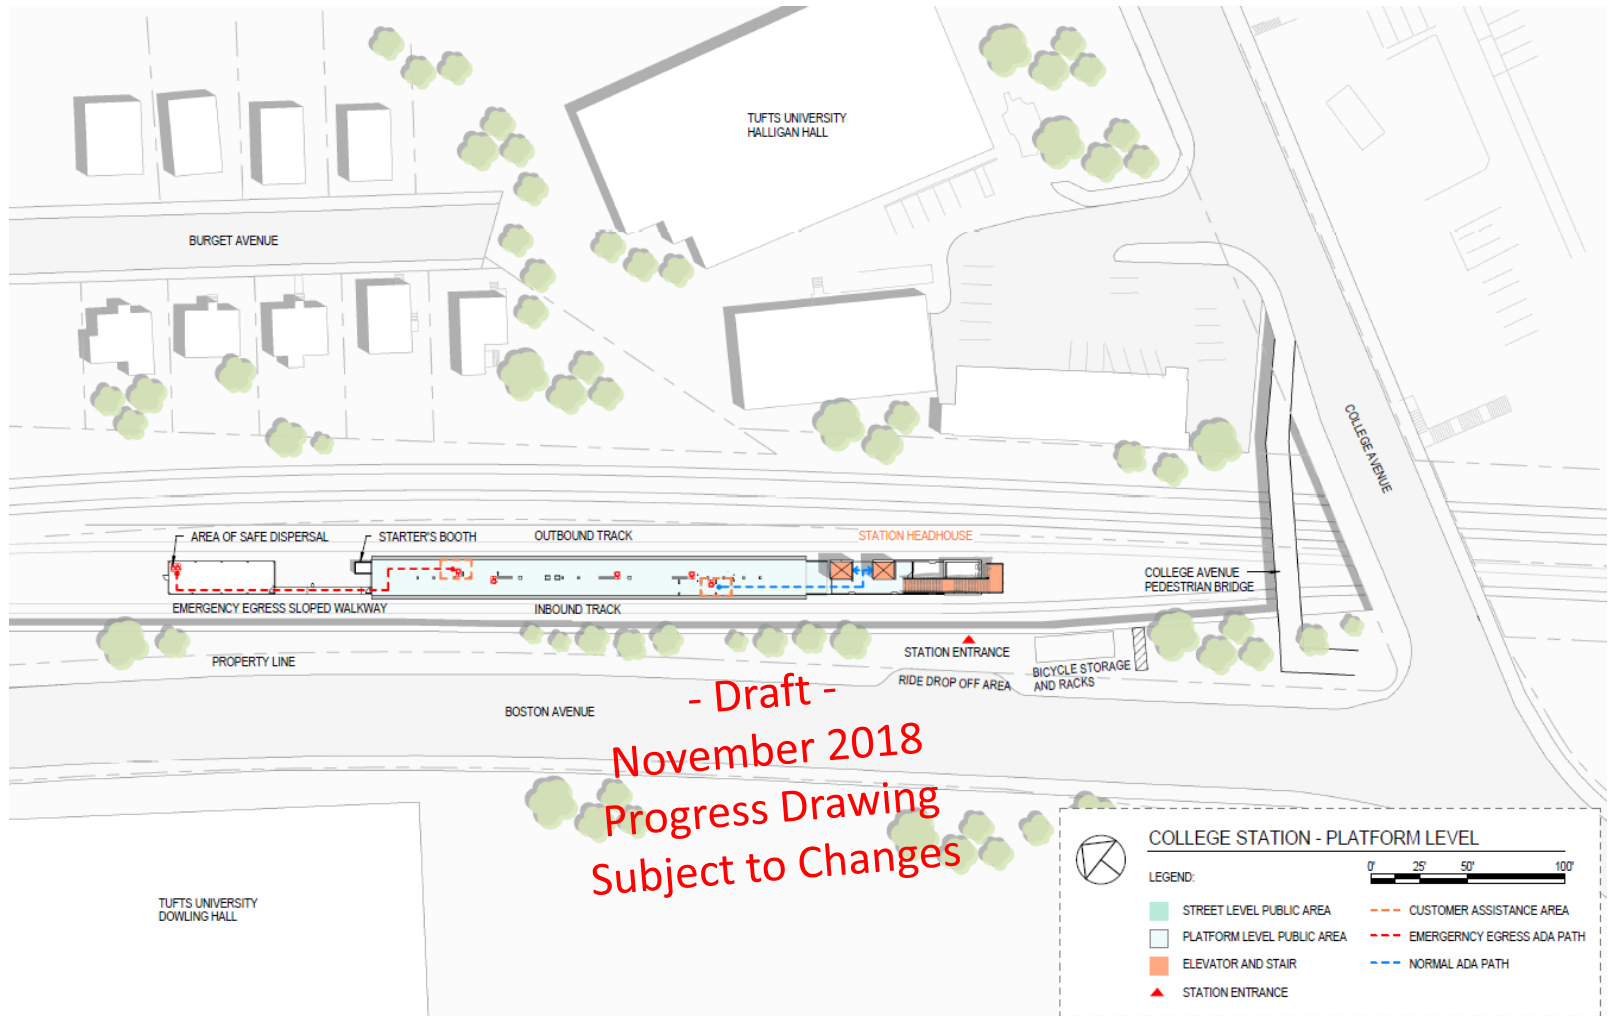 TUFTS UNIVERSITY
HALLIGAN HALL
BURGET AVENUE
COLLEGE AVENUE
AREA OF SAFE DISPERSAL
STARTER'S BOOTH
OUTBOUND TRACK
STATION HEADHOUSE
COLLEGE AVENUE
PEDESTRIAN BRIDGE
EMERGENCY EGRESS SLOPED WALKWAY
INBOUND TRACK
STATION ENTRANCE
BICYCLE STORAGE
AND RACKS
PROPERTY LINE
RIDE DROP OFF AREA
BOSTON AVENUE
- Draft -
November 2018
Progress Drawing
Subject to Changes
TUFTS UNIVERSITY
DOWLING HALL
COLLEGE STATION - PLATFORM LEVEL
LEGEND:
0' 25' 50' 100'
STREET LEVEL PUBLIC AREA
PLATFORM LEVEL PUBLIC AREA
ELEVATOR AND STAIR
STATION ENTRANCE
CUSTOMER ASSISTANCE AREA
EMERGERNCY EGRESS ADA PATH
NORMAL ADA PATH